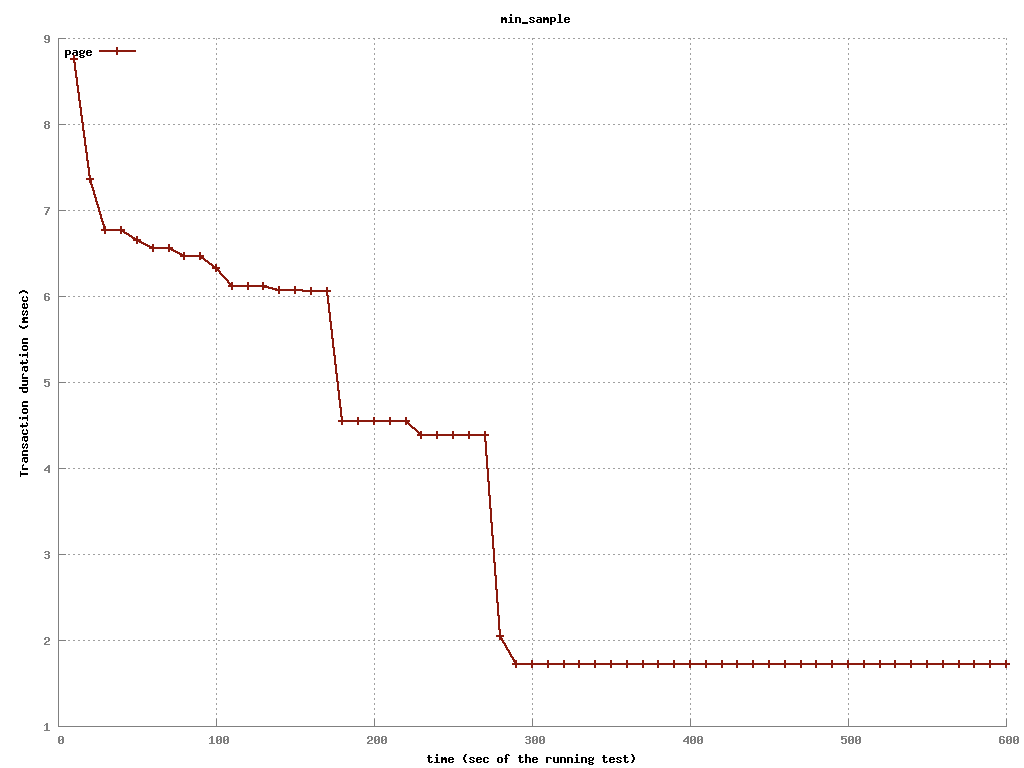 min_sample
9
page
8
7
6
5
4
3
2
1
Transaction duration (msec)
0 100 200 300 400 500 600
time (sec of the running test)